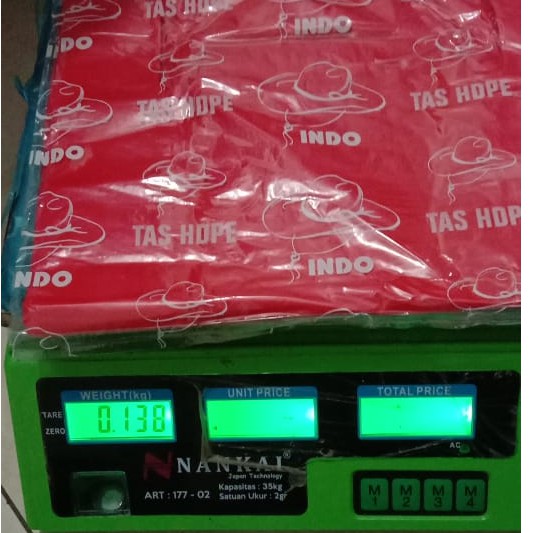 TAS HDPE
INDO
INDO
TAS HDPE
INDO
TAS HDPE
INDO
TAS HDPE
INDO
TAS HDP
NDO
WEIGHT(kg)
UNIT PRICE
TOTAL PRICE
TARE
0.138
ZERO
AC
NANKAI®
Japan Technology
ART : 177 - 02
Kapasitas : 35kg
Satuan Ukur : 2gr
M1 M2 M3 M4